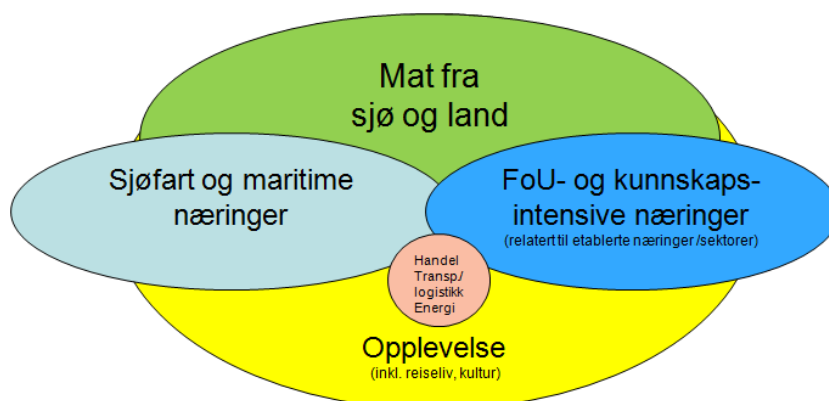 Mat fra
sjø og land
Sjøfart og maritime
næringer
FoU- og kunnskaps-
intensive næringer
(relatert til etablerte næringer/sektorer)
Handel
Transp./
logistikk
Energi
Opplevelse
(inkl. reiseliv, kultur)